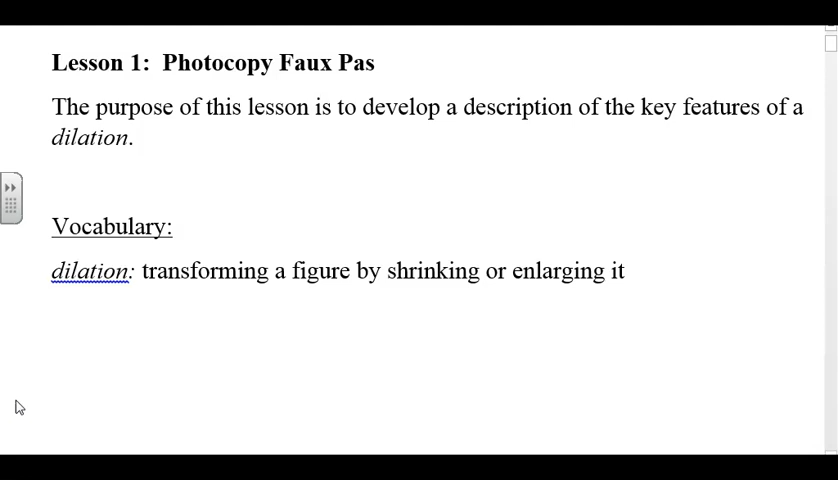 Lesson 1:  Photocopy Faux Pas
The purpose of this lesson is to develop a description of the key features of a
dilation.
Vocabulary:
dilation: transforming a figure by shrinking or enlarging it